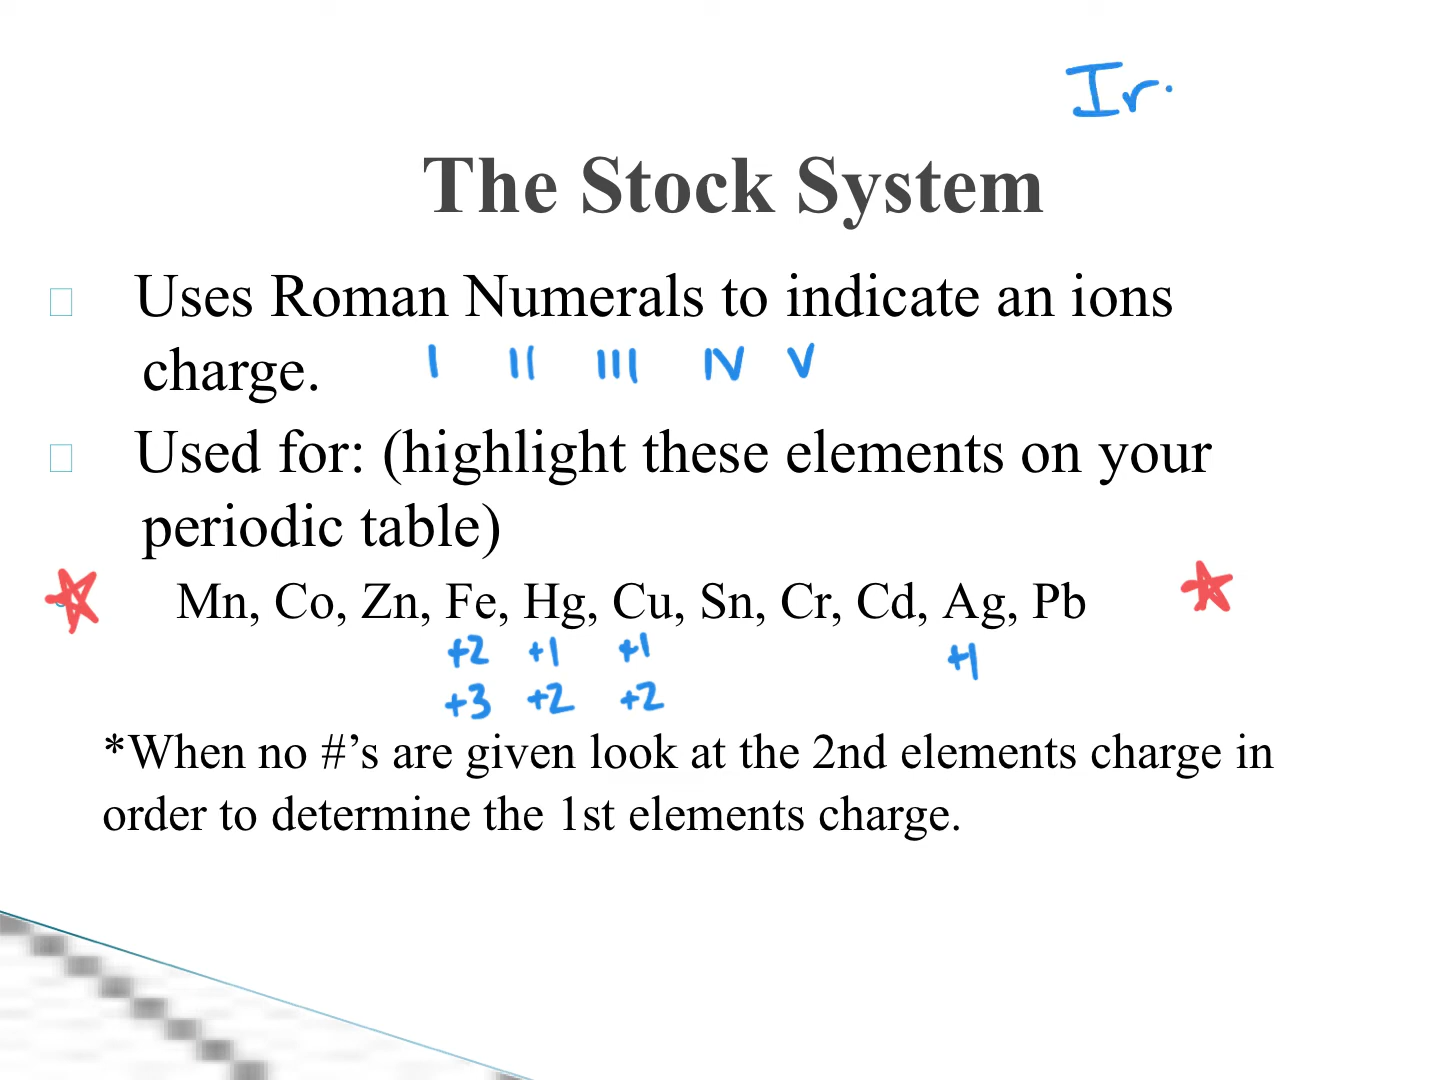 Ir.
The Stock System
Uses Roman Numerals to indicate an ions
charge. I II III IV V
Used for: (highlight these elements on your
periodic table)
Mn, Co, Zn, Fe, Hg, Cu, Sn, Cr, Cd, Ag, Pb
+2 +1 +1 +1
+3 +2 +2
*When no #’s are given look at the 2nd elements charge in
order to determine the 1st elements charge.